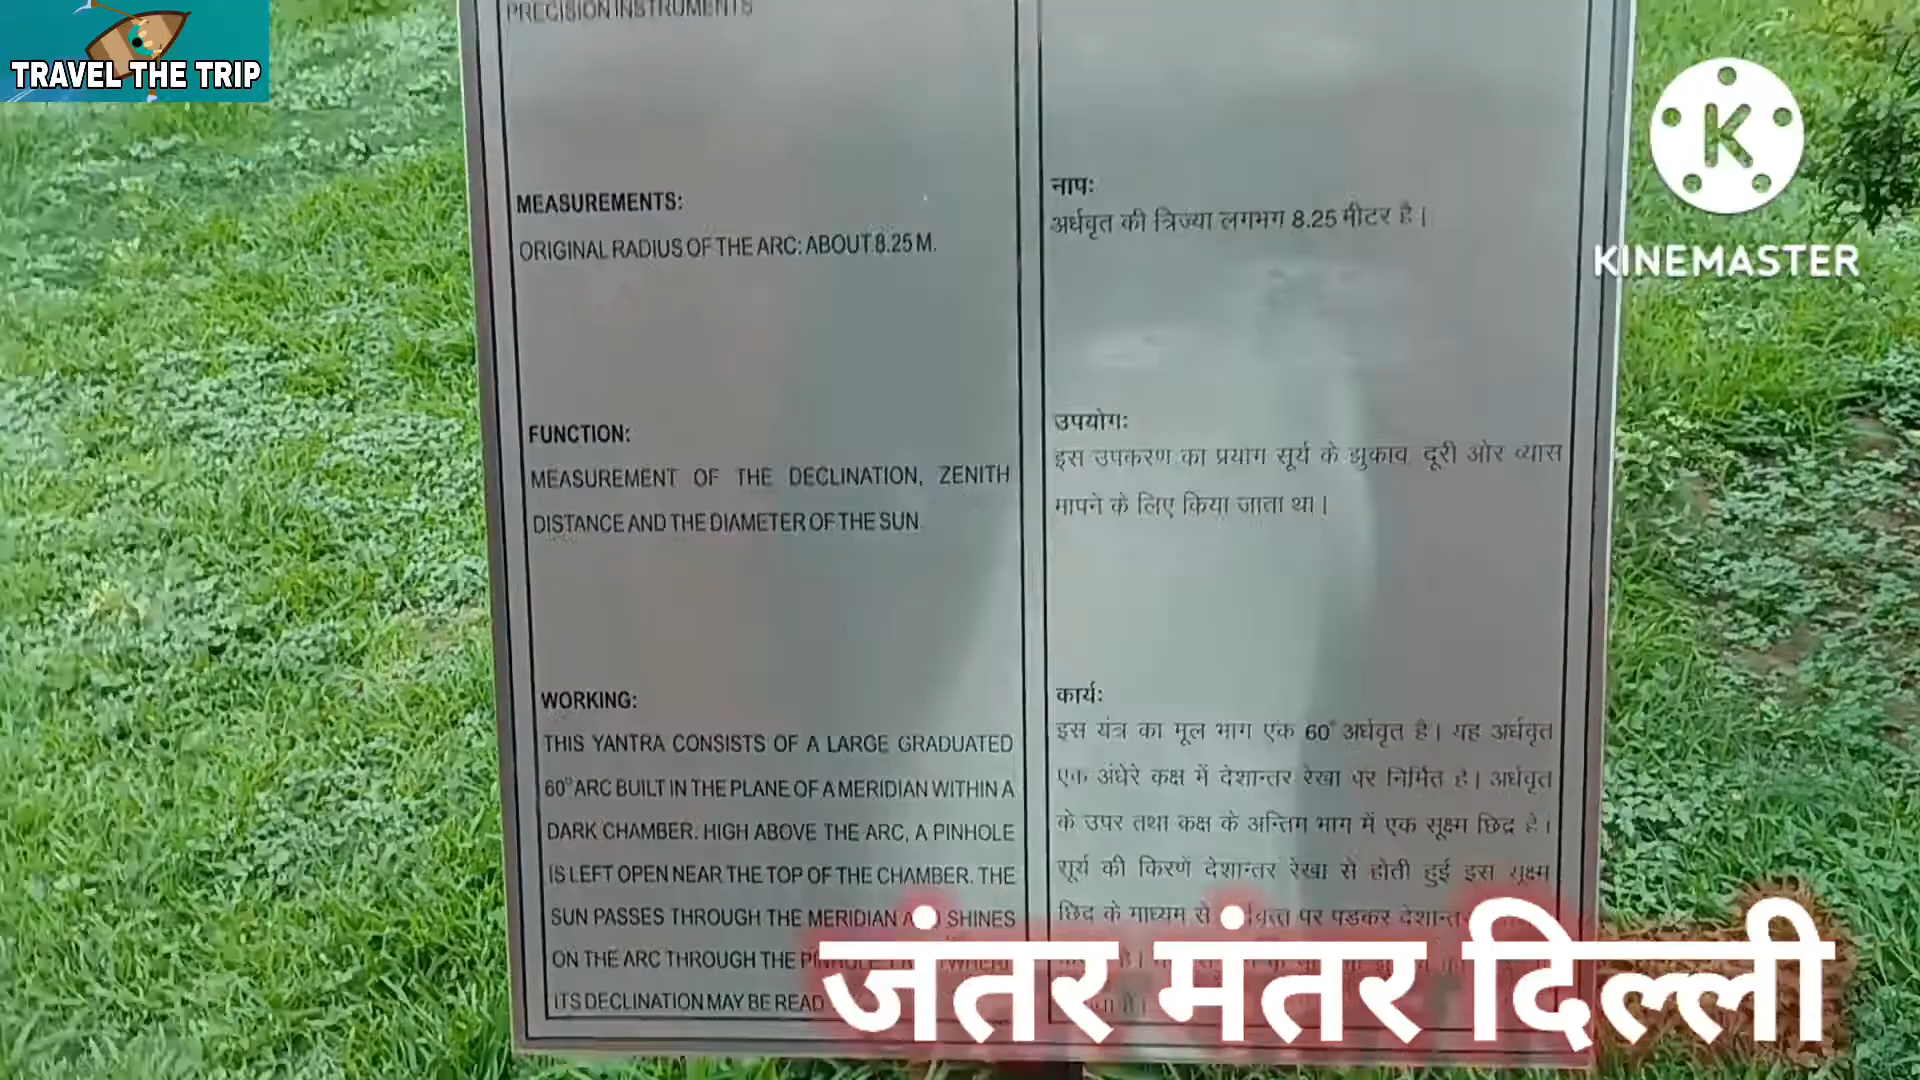 TRAVEL THE TRIP
K
KINEMASTER
PRECISION INSTRUMENTS
MEASUREMENTS:
ORIGINAL RADIUS OF THE ARC: ABOUT 8.25 M.
FUNCTION:
MEASUREMENT OF THE DECLINATION, ZENITH
DISTANCE AND THE DIAMETER OF THE SUN
WORKING:
THIS YANTRA CONSISTS OF A LARGE GRADUATED
60° ARC BUILT IN THE PLANE OF A MERIDIAN WITHIN A
DARK CHAMBER. HIGH ABOVE THE ARC, A PINHOLE
IS LEFT OPEN NEAR THE TOP OF THE CHAMBER. THE
SUN PASSES THROUGH THE MERIDIAN SHINES
ON THE ARC THROUGH THE
ITS DECLINATION MAY BE READ
नाप:
अर्धवृत की त्रिज्या लगभग 8.25 मीटर है।
उपयोग:
इस उपकरण का प्रयोग सूर्य के झुकाव, दूरी ओर व्यास
मापने के लिए किया जाता था।
कार्य:
इस यंत्र का मूल भाग एक 60° अर्धवृत है। यह अर्धवृत
एक अंधेरे कक्ष में देशान्तर रेखा पर निर्मित है। अर्धवृत
के उपर तथा कक्ष के अन्तिम भाग में एक सूक्ष्म छिद्र है।
सूर्य की किरणें देशान्तर रेखा से होती हुई इस सूक्ष्म
छिद्र के माध्यम से पर पडकर
जंतर मंतर दिल्ली